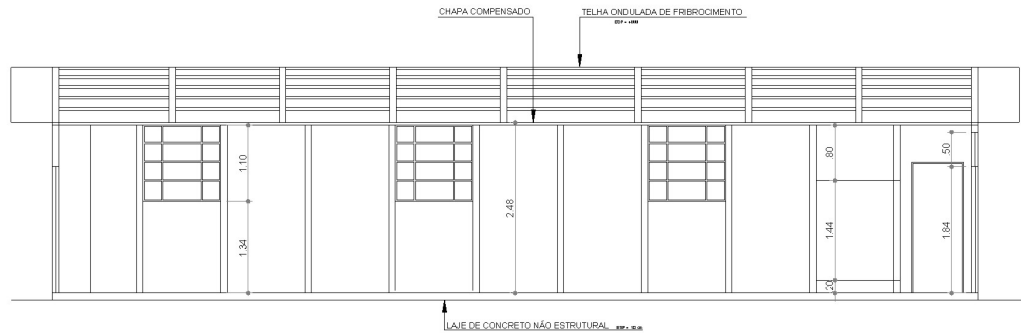 CHAPA COMPENSADO
TELHA ONDULADA DE FRIBROCIMENTO
1.10
1.34
2.48
.80
1.44
.20
.50
1.84
LAJE DE CONCRETO NÃO ESTRUTURAL